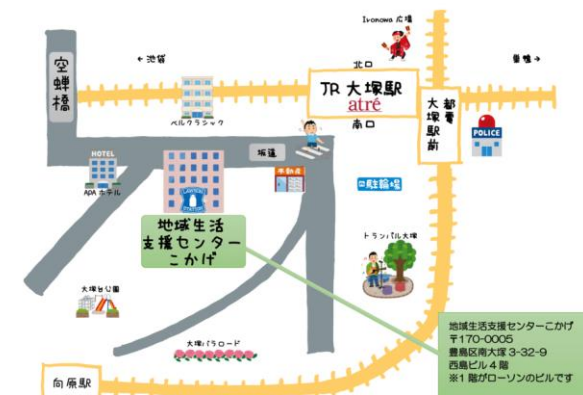 Ironowa 広場
← 池袋
巣鴨 →
北口
空蝉橋
JR 大塚駅
atré
都電
大塚駅前
南口
ベルクラシック
POLICE
HOTEL
APA ホテル
坂道
不動産
駐輪場
LAWSON
STATION
地域生活
支援センター
こかげ
トランパル大塚
大塚台公園
大塚バラロード
向原駅
地域生活支援センターこかげ
〒170-0005
豊島区南大塚 3-32-9
西島ビル 4 階
※1 階がローソンのビルです